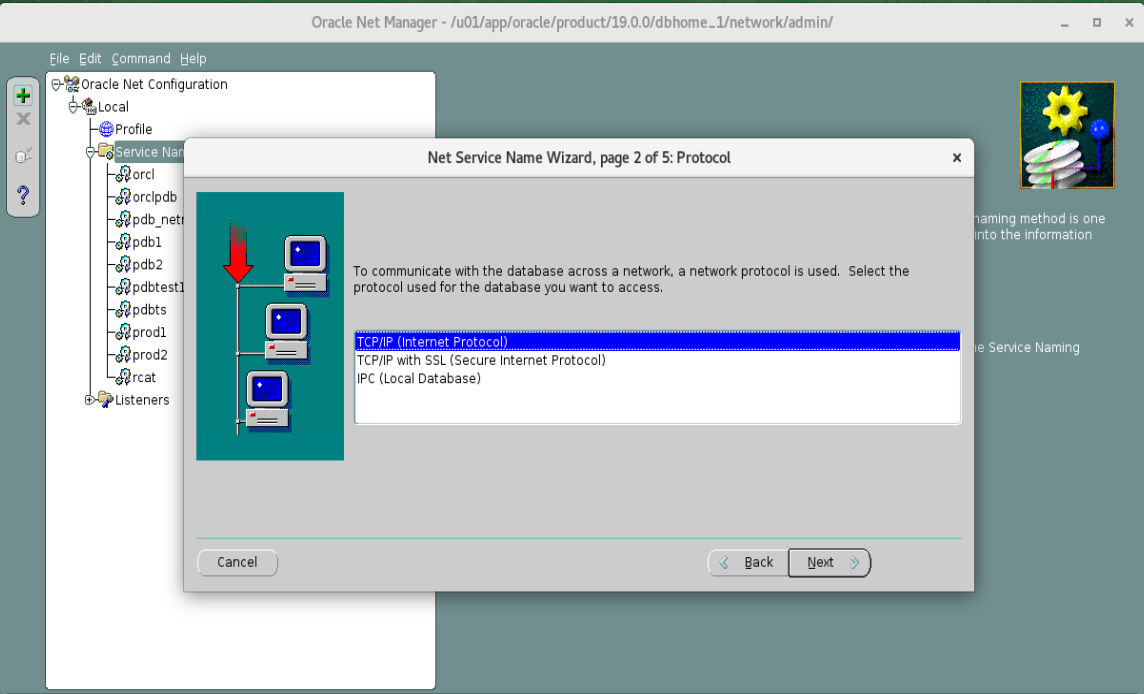 Oracle Net Manager - /u01/app/oracle/product/19.0.0/dbhome_1/network/admin/
File Edit Command Help
Oracle Net Configuration
Local
Profile
Service Nam
orcl
orclpdb
pdb_net
pdb1
pdb2
pdbtest1
pdbts
prod1
prod2
rcat
Listeners
naming method is one
into the information
ne Service Naming
Net Service Name Wizard, page 2 of 5: Protocol
To communicate with the database across a network, a network protocol is used. Select the
protocol used for the database you want to access.
TCP/IP (Internet Protocol)
TCP/IP with SSL (Secure Internet Protocol)
IPC (Local Database)
Cancel
Back
Next